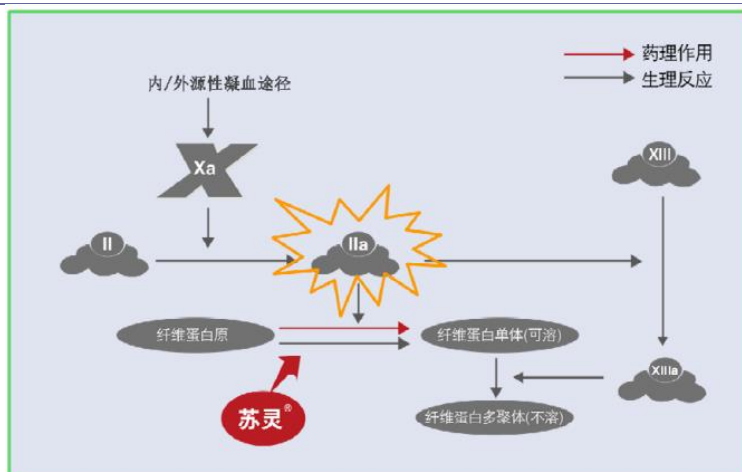 药理作用
生理反应
内/外源性凝血途径
Xa
XIII
II
IIa
纤维蛋白原
纤维蛋白单体(可溶)
XIIIa
苏灵®
纤维蛋白多聚体(不溶)